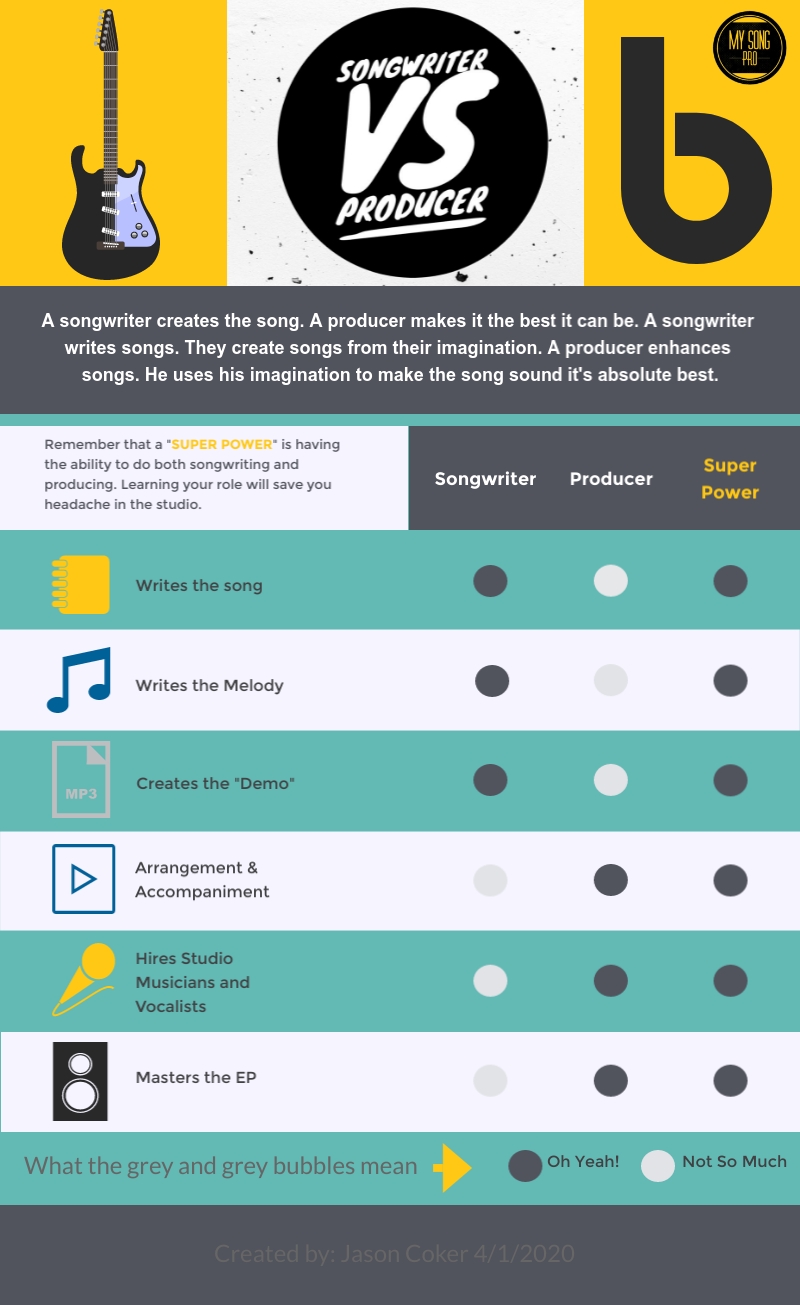 MY SONG
PRO
SONGWRITER
VS
PRODUCER
A songwriter creates the song. A producer makes it the best it can be. A songwriter
writes songs. They create songs from their imagination. A producer enhances
songs. He uses his imagination to make the song sound it's absolute best.
Remember that a "SUPER POWER" is having
the ability to do both songwriting and
producing. Learning your role will save you
headache in the studio.
Songwriter Producer Super
Power
Writes the song
Writes the Melody
MP3
Creates the "Demo"
Arrangement &
Accompaniment
Hires Studio
Musicians and
Vocalists
Masters the EP
What the grey and grey bubbles mean
Oh Yeah!
Not So Much
Created by: Jason Coker 4/1/2020